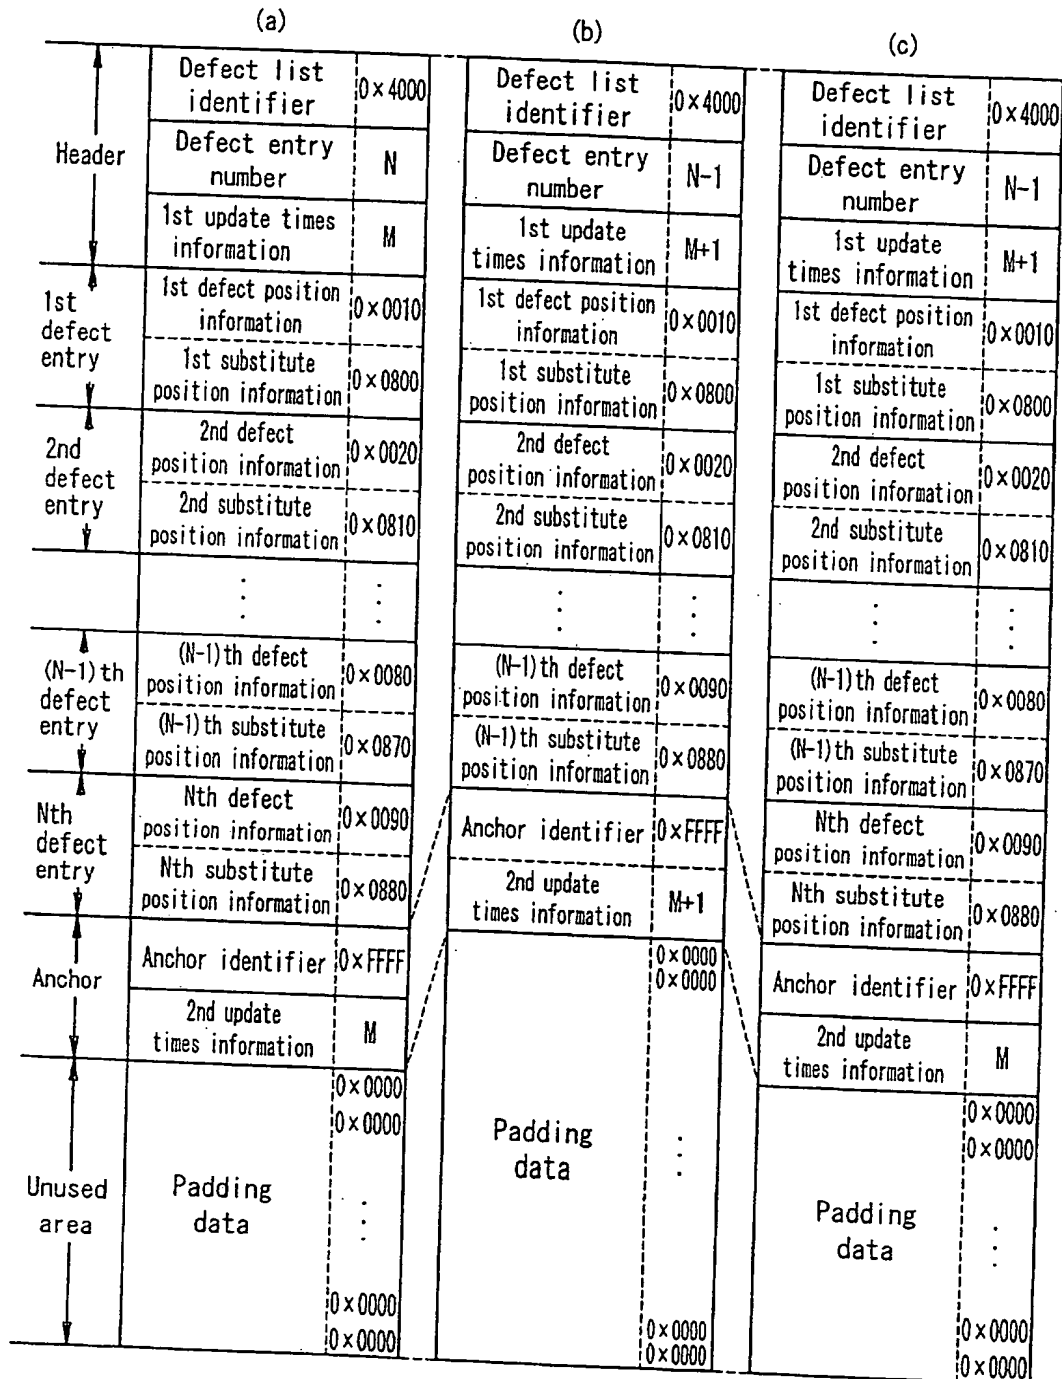 (a)
(b)
(c)
Header
1st
defect
entry
2nd
defect
entry
(N-1)th
defect
entry
Nth
defect
entry
Anchor
Unused
area
Defect list
identifier
0×4000
Defect entry
number
N
1st update times
information
M
1st defect position
information
0×0010
1st substitute
position information
0×0800
2nd defect
position information
0×0020
2nd substitute
position information
0×0810
(N-1)th defect
position information
0×0080
(N-1)th substitute
position information
0×0870
Nth defect
position information
0×0090
Nth substitute
position information
0×0880
Anchor identifier
0×FFFF
2nd update
times information
M
Padding
data
0×0000
0×0000
0×0000
0×0000
Defect list
identifier
0×4000
Defect entry
number
N-1
1st update
times information
M+1
1st defect position
information
0×0010
1st substitute
position information
0×0800
2nd defect
position information
0×0020
2nd substitute
position information
0×0810
(N-1)th defect
position information
0×0090
(N-1)th substitute
position information
0×0880
Anchor identifier
0×FFFF
2nd update
times information
M+1
Padding
data
0×0000
0×0000
0×0000
0×0000
Defect list
identifier
0×4000
Defect entry
number
N-1
1st update
times information
M+1
1st defect position
information
0×0010
1st substitute
position information
0×0800
2nd defect
position information
0×0020
2nd substitute
position information
0×0810
(N-1)th defect
position information
0×0080
(N-1)th substitute
position information
0×0870
Nth defect
position information
0×0090
Nth substitute
position information
0×0880
Anchor identifier
0×FFFF
2nd update
times information
M
Padding
data
0×0000
0×0000
0×0000
0×0000